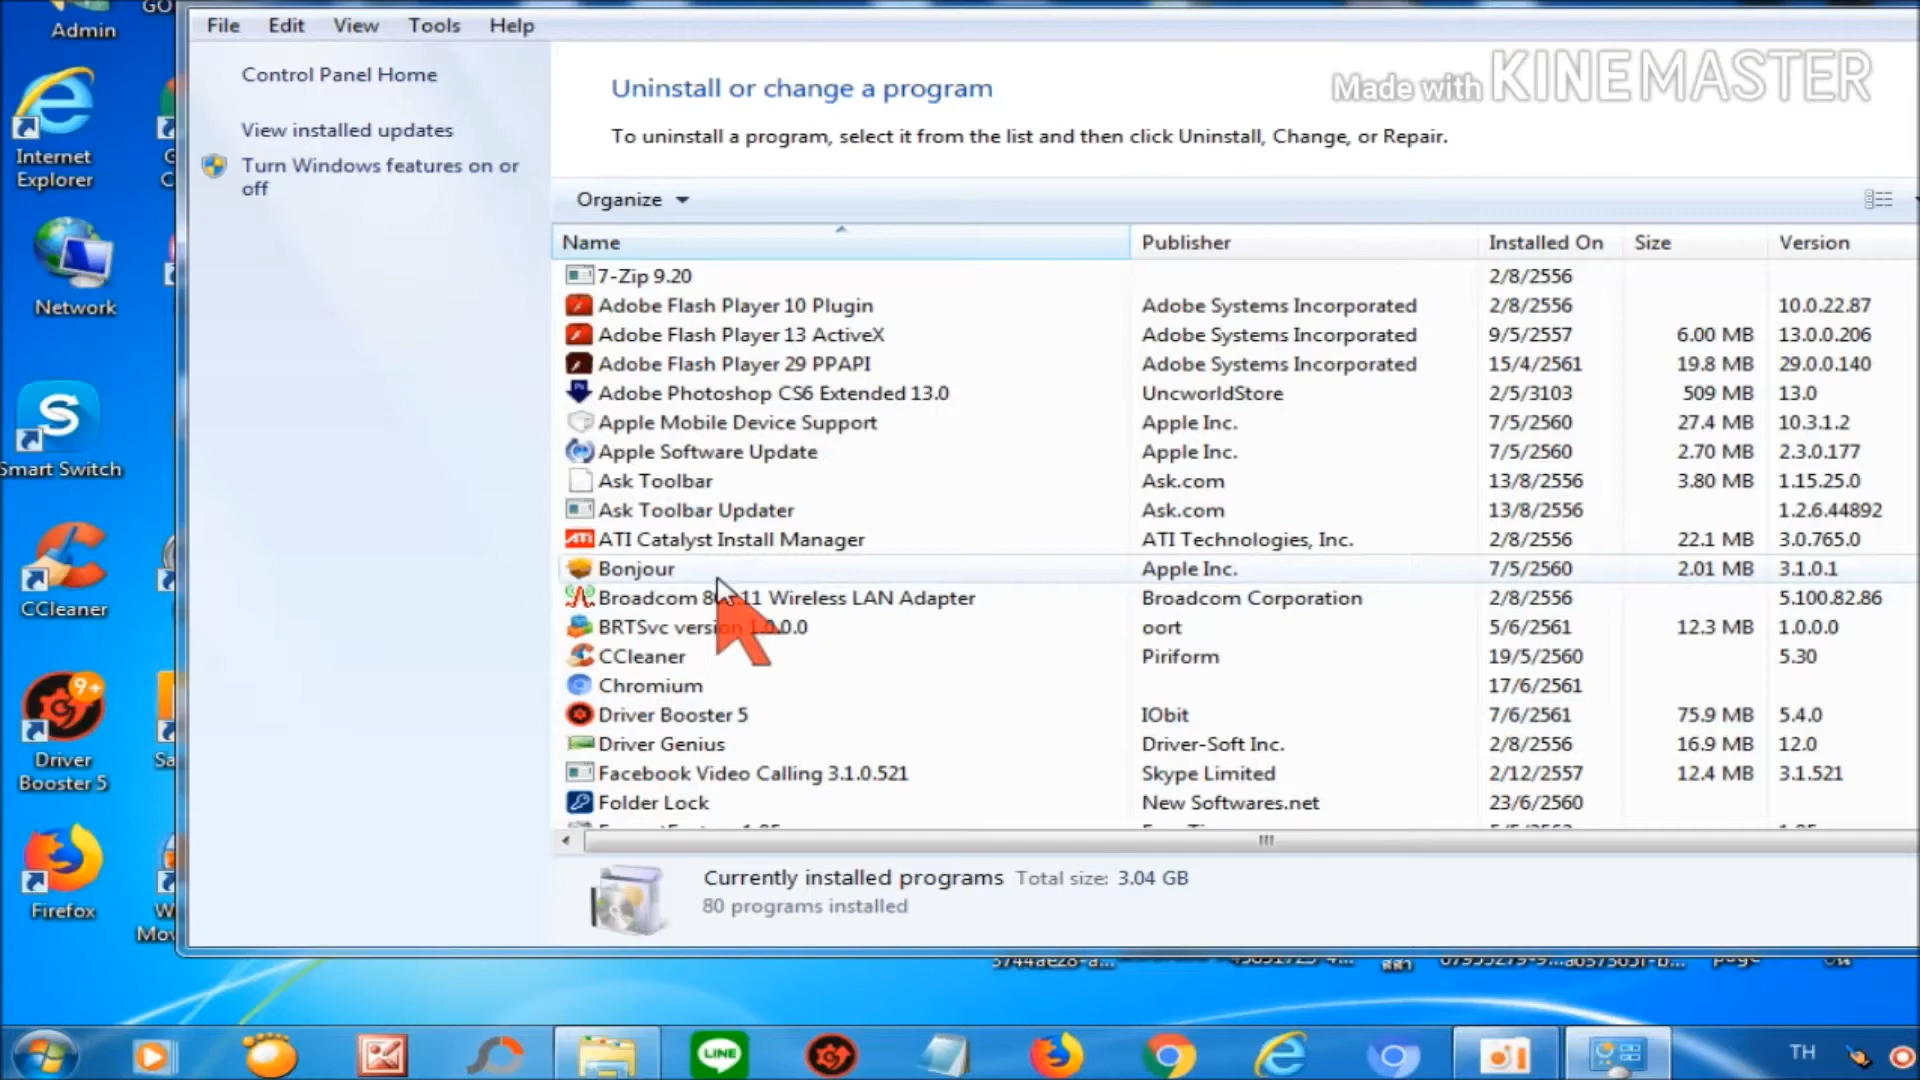 Admin
GO
Internet
Explorer
Network
Smart Switch
CCleaner
9+
Driver
Booster 5
Firefox
File Edit View Tools Help
Control Panel Home
View installed updates
Turn Windows features on or
off
Made with KINEMASTER
Uninstall or change a program
To uninstall a program, select it from the list and then click Uninstall, Change, or Repair.
Organize
Name Publisher Installed On Size Version
7-Zip 9.20 2/8/2556
Adobe Flash Player 10 Plugin Adobe Systems Incorporated 2/8/2556 10.0.22.87
Adobe Flash Player 13 ActiveX Adobe Systems Incorporated 9/5/2557 6.00 MB 13.0.0.206
Adobe Flash Player 29 PPAPI Adobe Systems Incorporated 15/4/2561 19.8 MB 29.0.0.140
Adobe Photoshop CS6 Extended 13.0 UncworldStore 2/5/3103 509 MB 13.0
Apple Mobile Device Support Apple Inc. 7/5/2560 27.4 MB 10.3.1.2
Apple Software Update Apple Inc. 7/5/2560 2.70 MB 2.3.0.177
Ask Toolbar Ask.com 13/8/2556 3.80 MB 1.15.25.0
Ask Toolbar Updater Ask.com 13/8/2556 1.2.6.44892
ATI Catalyst Install Manager ATI Technologies, Inc. 2/8/2556 22.1 MB 3.0.765.0
Bonjour Apple Inc. 7/5/2560 2.01 MB 3.1.0.1
Broadcom Wireless LAN Adapter Broadcom Corporation 2/8/2556 5.100.82.86
BRTSvc version 1.0.0.0 oort 5/6/2561 12.3 MB 1.0.0.0
CCleaner Piriform 19/5/2560 5.30
Chromium 17/6/2561
Driver Booster 5 IObit 7/6/2561 75.9 MB 5.4.0
Driver Genius Driver-Soft Inc. 2/8/2556 16.9 MB 12.0
Facebook Video Calling 3.1.0.521 Skype Limited 2/12/2557 12.4 MB 3.1.521
Folder Lock New Softwares.net 23/6/2560
Currently installed programs Total size: 3.04 GB
80 programs installed
LINE
TH